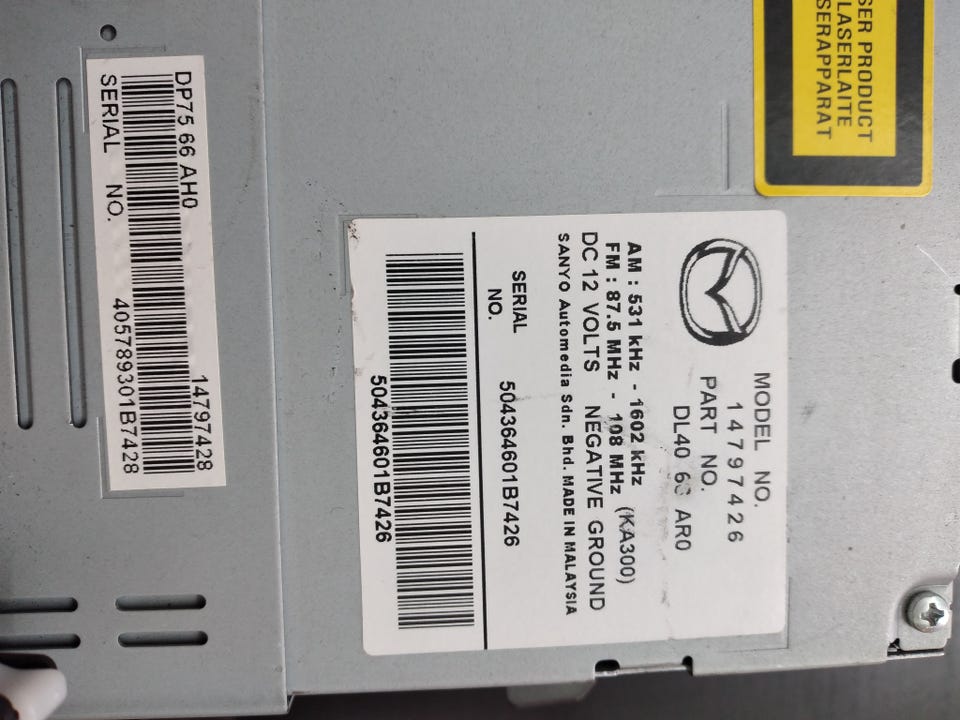 SER PRODUCT
LASERLAITE
SERAPPARAT
MODEL NO.
14797426
PART NO.
DL40 AR0
AM : 531 kHz - 1602 kHz
FM : 87.5 MHz - 108 MHz (KA300)
DC 12 VOLTS NEGATIVE GROUND
SANYO Automedia Sdn. Bhd. MADE IN MALAYSIA
SERIAL
NO. 504364601B7426
504364601B7426
DP75 66 AH0 14797428
SERIAL NO. 405789301B7428